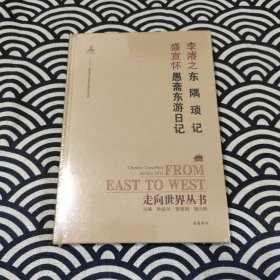 李濬之 东隅琐记
盛宣怀 愚斋东游日记
Chinese Travellers
before 1911
FROM
EAST TO WEST
走向世界丛书
岳麓书社